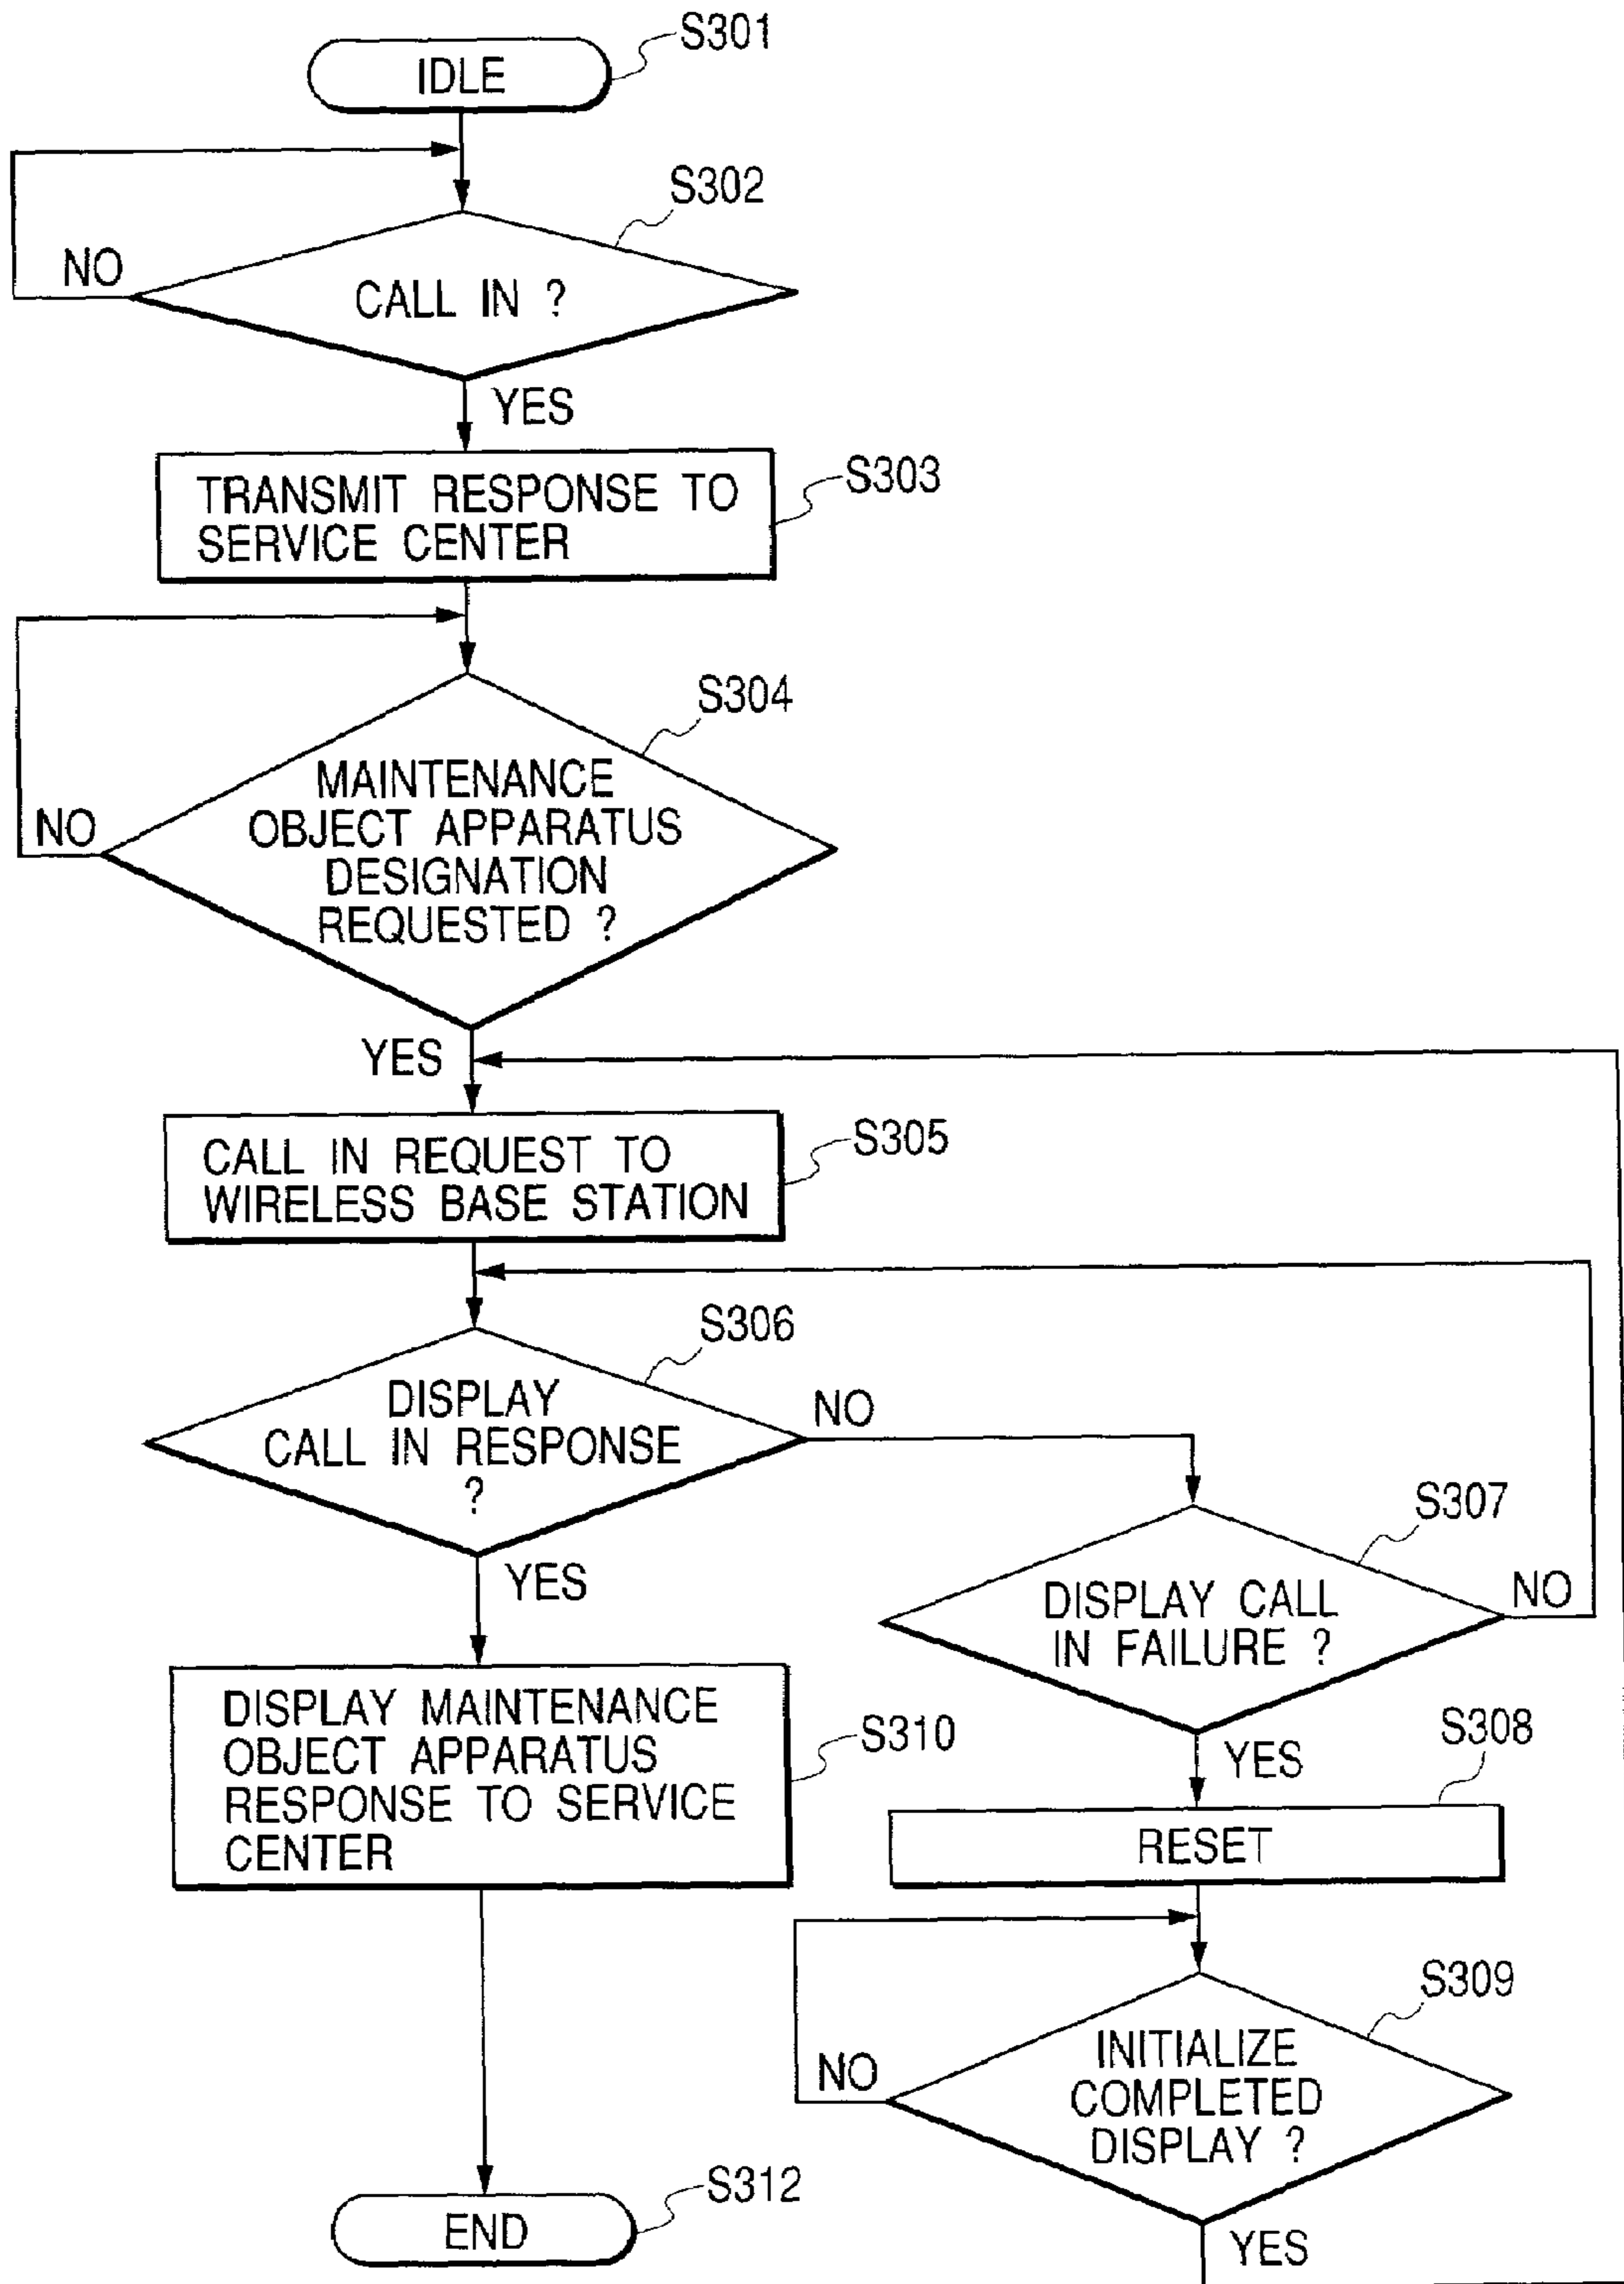 S301
IDLE
S302
NO
CALL IN ?
YES
TRANSMIT RESPONSE TO
SERVICE CENTER
S303
S304
MAINTENANCE
OBJECT APPARATUS
DESIGNATION
REQUESTED ?
NO
YES
CALL IN REQUEST TO
WIRELESS BASE STATION
S305
S306
DISPLAY
CALL IN RESPONSE
?
NO
YES
S307
DISPLAY CALL
IN FAILURE ?
NO
YES
DISPLAY MAINTENANCE
OBJECT APPARATUS
RESPONSE TO SERVICE
CENTER
S310
S308
RESET
S309
INITIALIZE
COMPLETED
DISPLAY ?
NO
YES
S312
END